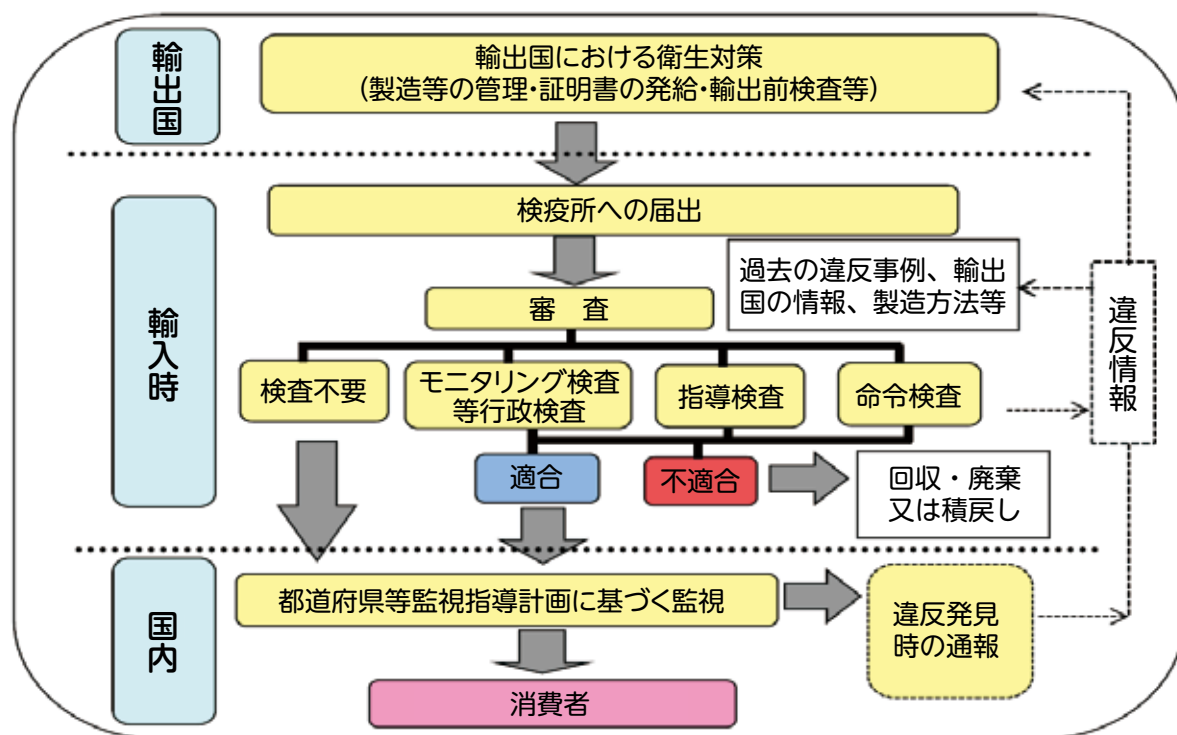 輸出国
輸出国における衛生対策
(製造等の管理・証明書の発給・輸出前検査等)
輸入時
検疫所への届出
過去の違反事例、輸出
国の情報、製造方法等
違反情報
審　査
検査不要
モニタリング検査
等行政検査
指導検査
命令検査
適合
不適合
回収・廃棄
又は積戻し
国内
都道府県等監視指導計画に基づく監視
違反発見
時の通報
消費者